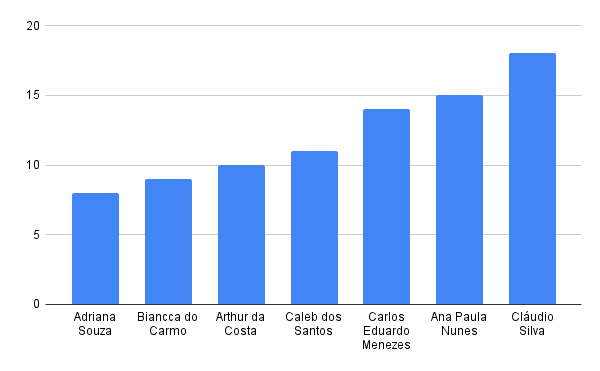 20
15
10
5
0
Adriana Souza
Biancca do Carmo
Arthur da Costa
Caleb dos Santos
Carlos Eduardo Menezes
Ana Paula Nunes
Cláudio Silva